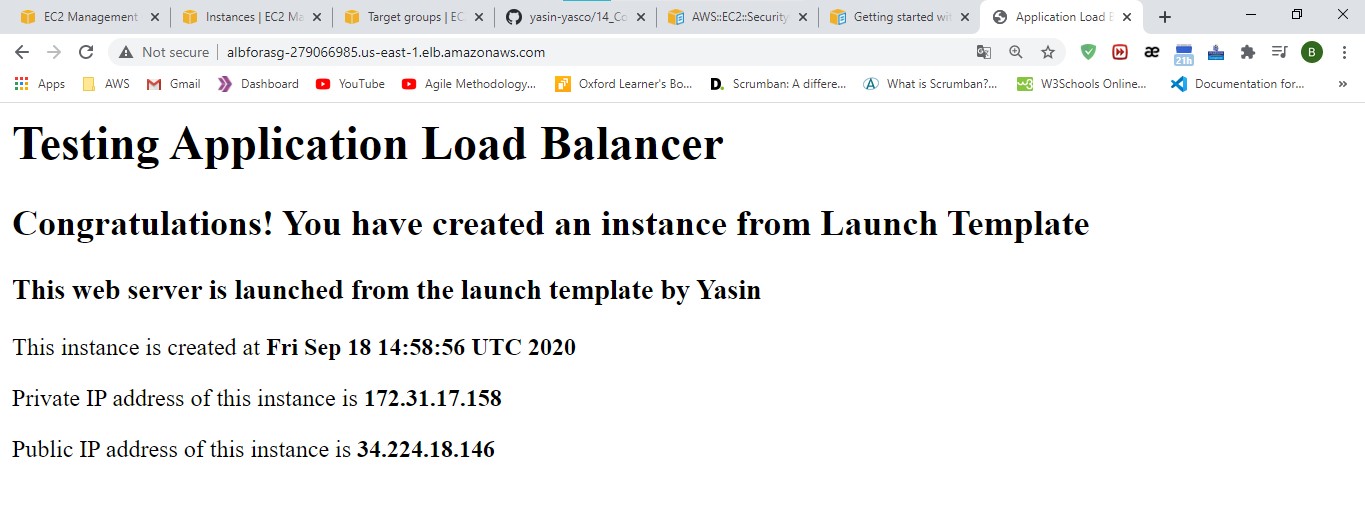 EC2 Management
Instances | EC2 Ma
Target groups | EC
yasin-yasco/14_Co
AWS::EC2::Security
Getting started wit
Application Load B
Not secure | albforasg-279066985.us-east-1.elb.amazonaws.com
æ
21h
B
Apps
AWS
Gmail
Dashboard
YouTube
Agile Methodology...
Oxford Learner's Bo...
D. Scrumban: A differe...
What is Scrumban?...
W3Schools Online...
Documentation for...
»
Testing Application Load Balancer
Congratulations! You have created an instance from Launch Template
This web server is launched from the launch template by Yasin
This instance is created at Fri Sep 18 14:58:56 UTC 2020
Private IP address of this instance is 172.31.17.158
Public IP address of this instance is 34.224.18.146